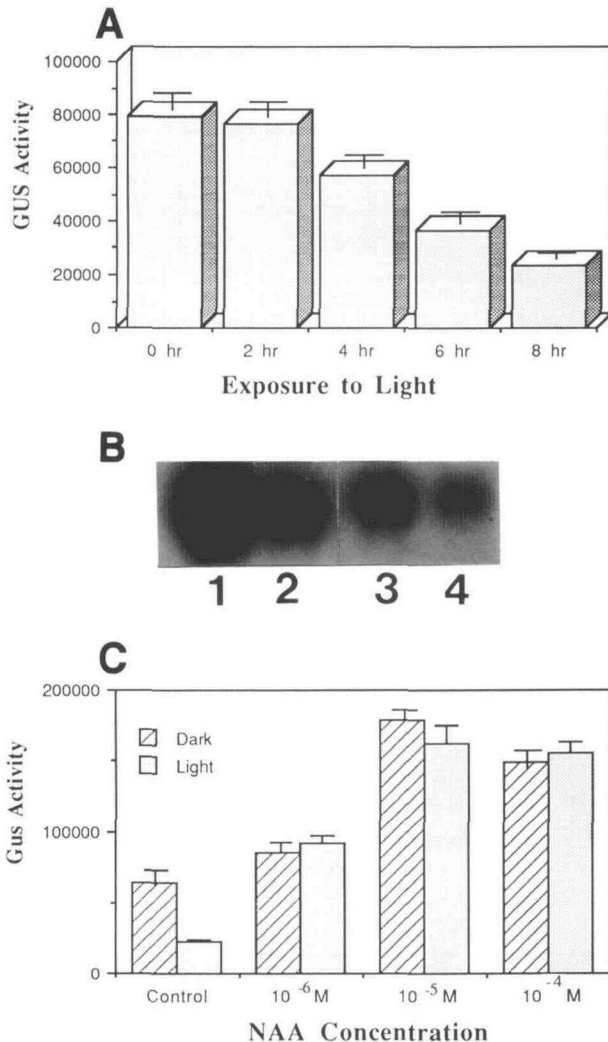 A
100000
80000
60000
40000
20000
0
GUS Activity
0 hr 2 hr 4 hr 6 hr 8 hr
Exposure to Light
B
1 2 3 4
C
200000
100000
0
Gus Activity
Dark
Light
Control 10 -6 M 10 -5 M 10 -4 M
NAA Concentration